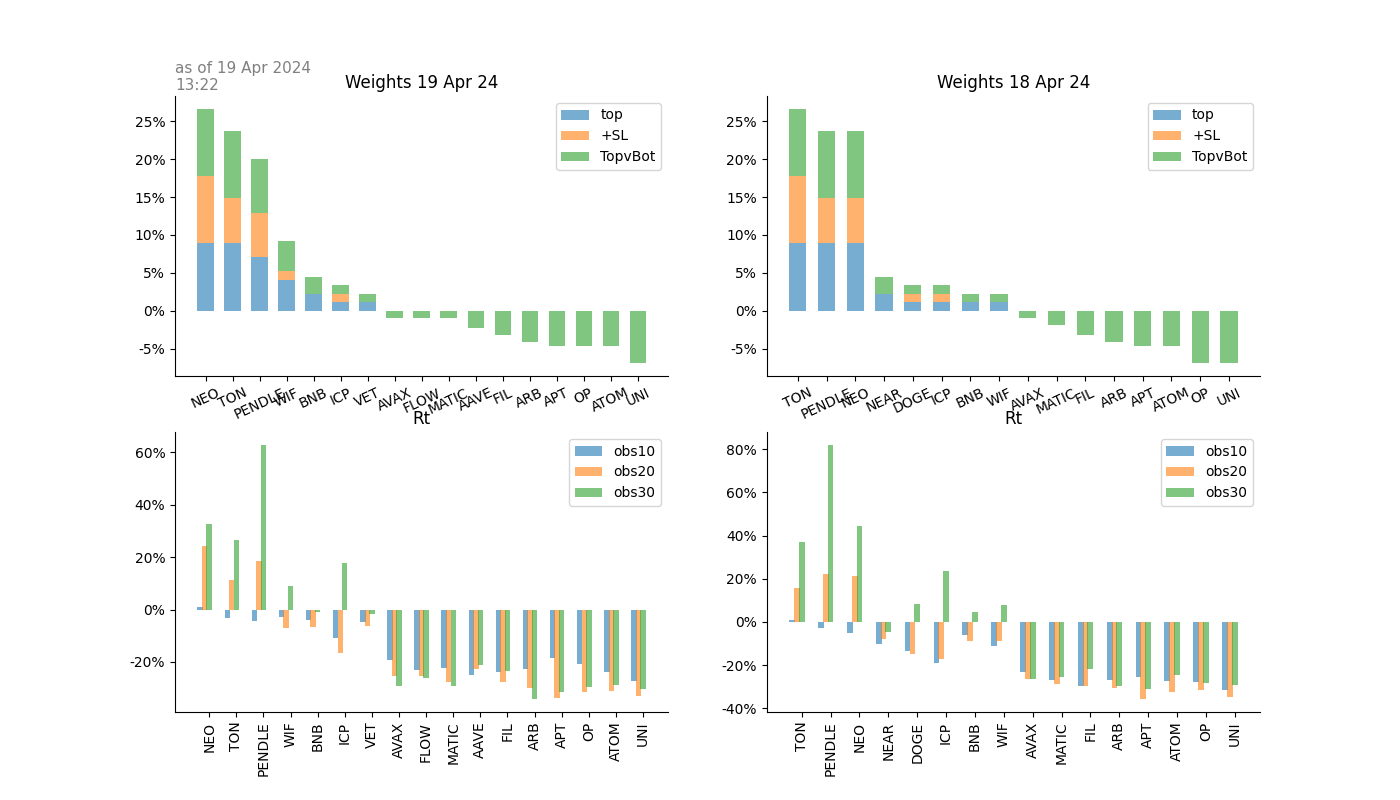 as of 19 Apr 2024
13:22
Weights 19 Apr 24
25%
20%
15%
10%
5%
0%
-5%
top
+SL
TopvBot
NEO TON PENDLE WIF BNB ICP VET AVAX FLOW MATIC AAVE FIL ARB APT OP ATOM UNI
Weights 18 Apr 24
25%
20%
15%
10%
5%
0%
-5%
top
+SL
TopvBot
TON PENDLE NEO NEAR DOGE ICP BNB WIF AVAX MATIC FIL ARB APT ATOM OP UNI
Rt
60%
40%
20%
0%
-20%
obs10
obs20
obs30
NEO TON PENDLE WIF BNB ICP VET AVAX FLOW MATIC AAVE FIL ARB APT OP ATOM UNI
Rt
80%
60%
40%
20%
0%
-20%
-40%
obs10
obs20
obs30
TON PENDLE NEO NEAR DOGE ICP BNB WIF AVAX MATIC FIL ARB APT ATOM OP UNI